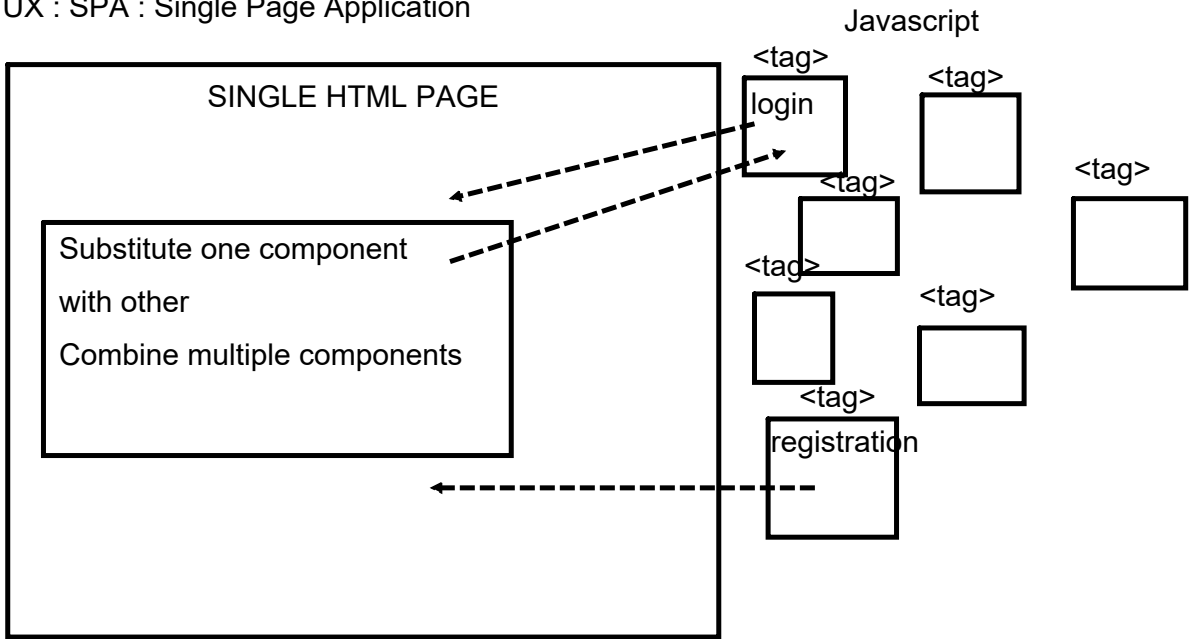 UX : SPA : Single Page Application
Javascript
SINGLE HTML PAGE
<tag>
login
<tag>
<tag>
<tag>
<tag>
<tag>
<tag>
registration
Substitute one component
with other
Combine multiple components